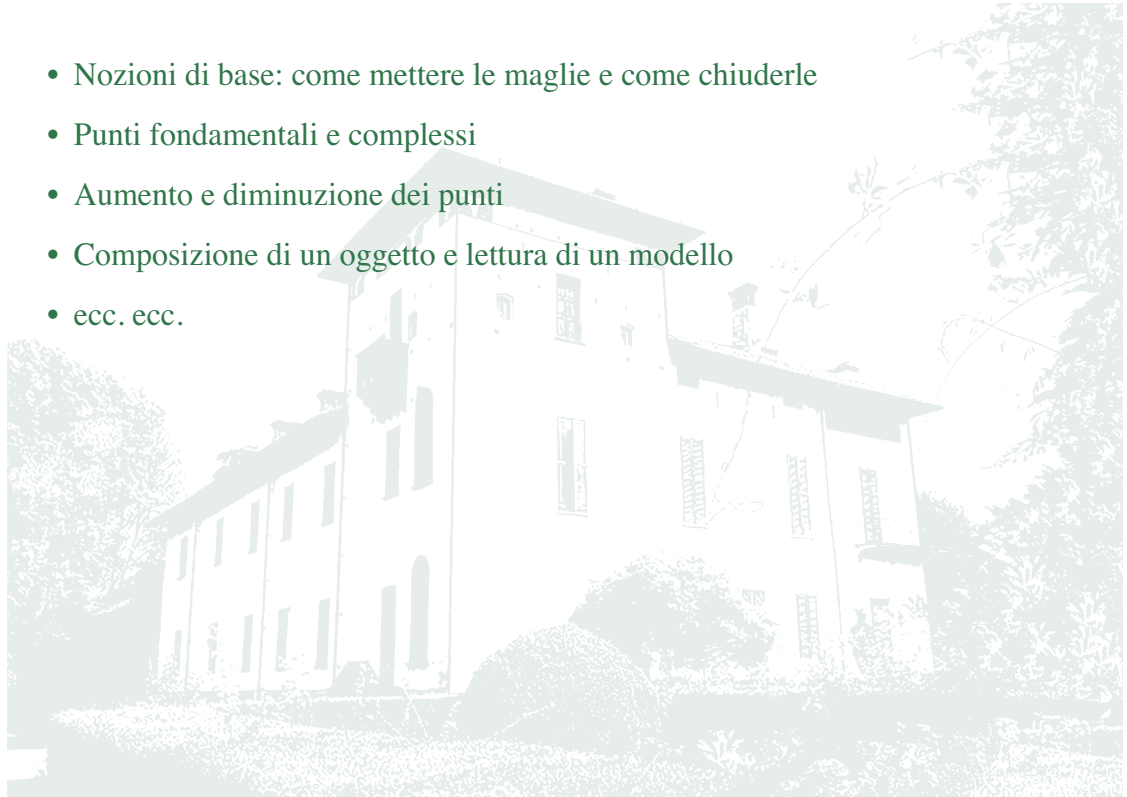 • Nozioni di base: come mettere le maglie e come chiuderle
• Punti fondamentali e complessi
• Aumento e diminuzione dei punti
• Composizione di un oggetto e lettura di un modello
• ecc. ecc.